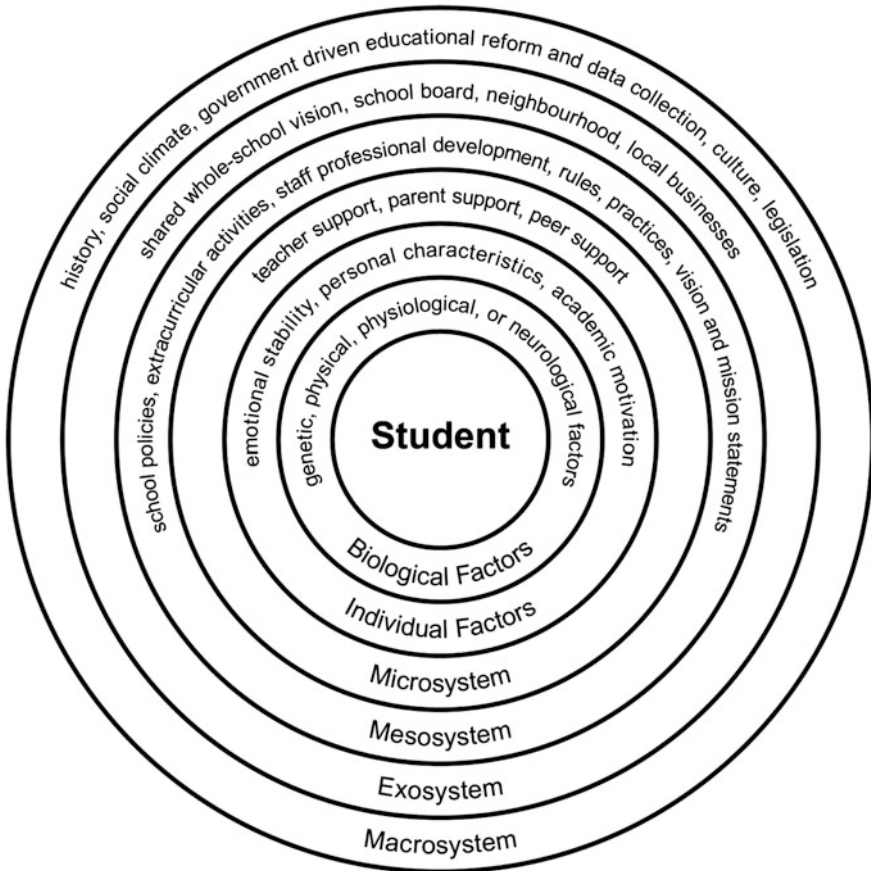 history, social climate, government driven educational reform and data collection, culture, legislation
shared whole-school vision, school board, neighbourhood, local businesses
school policies, extracurricular activities, staff professional development, rules, practices, vision and mission statements
teacher support, parent support, peer support
emotional stability, personal characteristics, academic motivation
genetic, physical, physiological, or neurological factors
Student
Biological Factors
Individual Factors
Microsystem
Mesosystem
Exosystem
Macrosystem